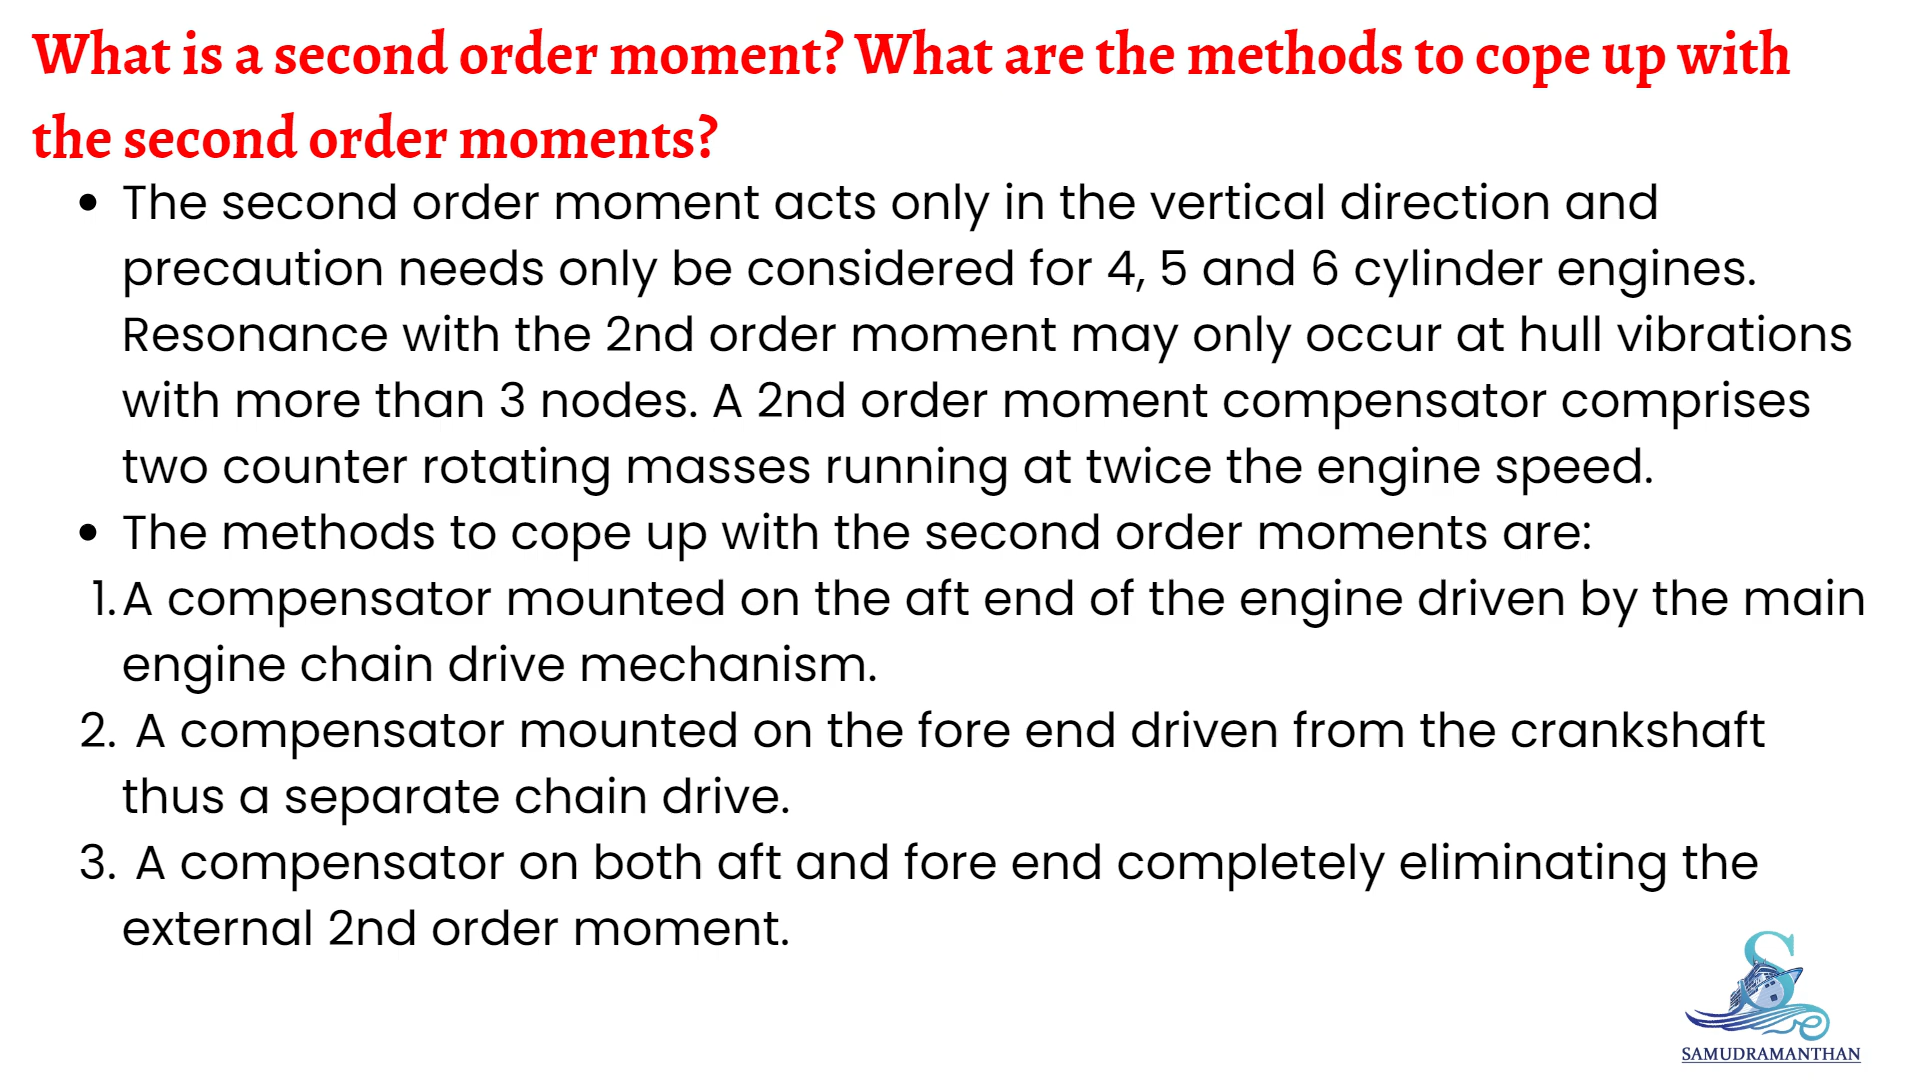 What is a second order moment? What are the methods to cope up with
the second order moments?
• The second order moment acts only in the vertical direction and
precaution needs only be considered for 4, 5 and 6 cylinder engines.
Resonance with the 2nd order moment may only occur at hull vibrations
with more than 3 nodes. A 2nd order moment compensator comprises
two counter rotating masses running at twice the engine speed.
• The methods to cope up with the second order moments are:
1. A compensator mounted on the aft end of the engine driven by the main
engine chain drive mechanism.
2. A compensator mounted on the fore end driven from the crankshaft
thus a separate chain drive.
3. A compensator on both aft and fore end completely eliminating the
external 2nd order moment.
S
SAMUDRAMANTHAN